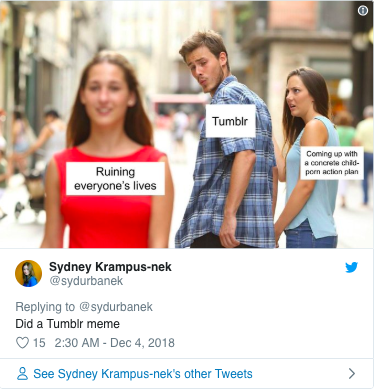 Tumblr
Ruining
everyone's lives
Coming up with
a concrete child-
porn action plan
Sydney Krampus-nek
@sydurbanek
Replying to @sydurbanek
Did a Tumblr meme
15 2:30 AM - Dec 4, 2018
See Sydney Krampus-nek's other Tweets